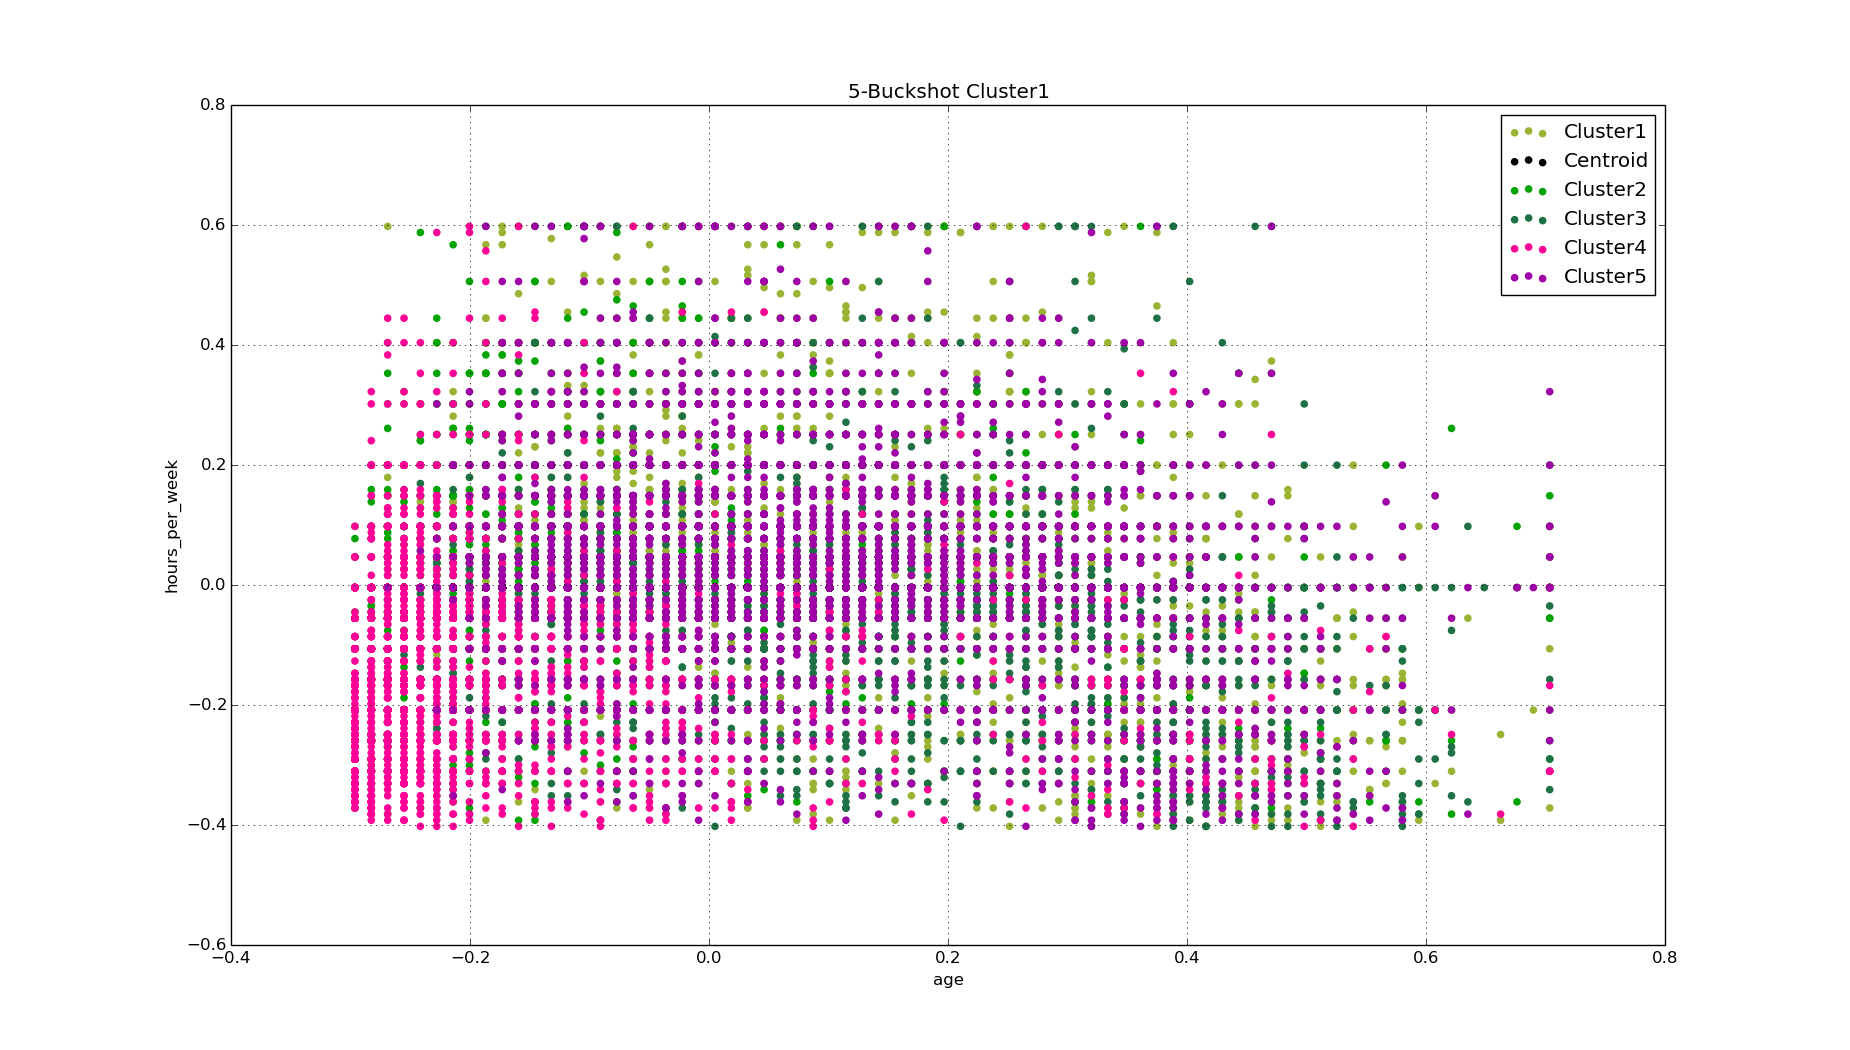 5-Buckshot Cluster1
0.8
0.6
0.4
0.2
0.0
−0.2
−0.4
−0.6
hours_per_week
Cluster1
Centroid
Cluster2
Cluster3
Cluster4
Cluster5
−0.4 −0.2 0.0 0.2 0.4 0.6 0.8
age